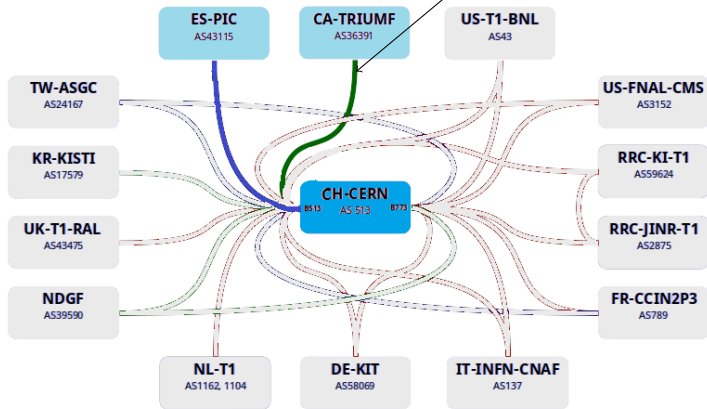 ES-PIC
AS43115
CA-TRIUMF
AS36391
US-T1-BNL
AS43
TW-ASGC
AS24167
US-FNAL-CMS
AS3152
KR-KISTI
AS17579
RRC-KI-T1
AS59624
CH-CERN
AS 513
B513
B773
UK-T1-RAL
AS43475
RRC-JINR-T1
AS2875
NDGF
AS39590
FR-CCIN2P3
AS789
NL-T1
AS1162, 1104
DE-KIT
AS58069
IT-INFN-CNAF
AS137